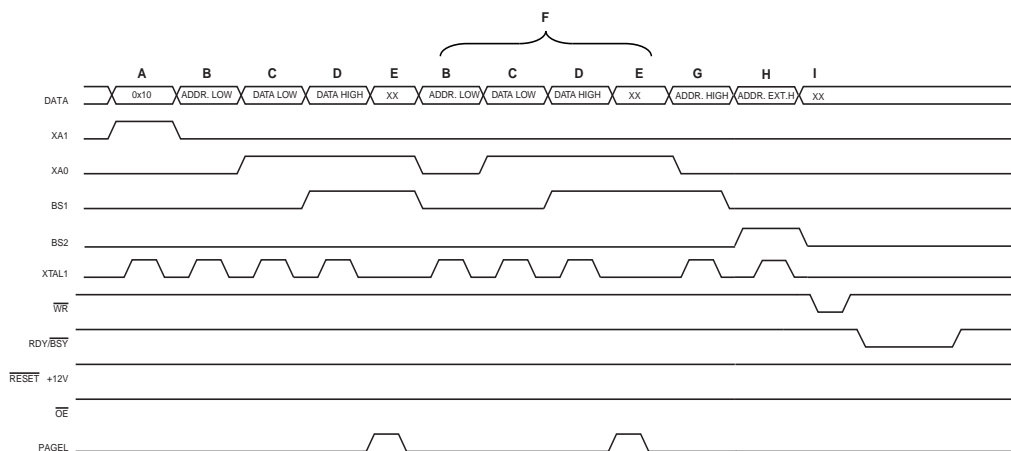 F
A B C D E B C D E G H I
DATA 0x10 ADDR. LOW DATA LOW DATA HIGH XX ADDR. LOW DATA LOW DATA HIGH XX ADDR. HIGH ADDR. EXT.H XX
XA1
XA0
BS1
BS2
XTAL1
WR
RDY/BSY
RESET +12V
OE
PAGEL